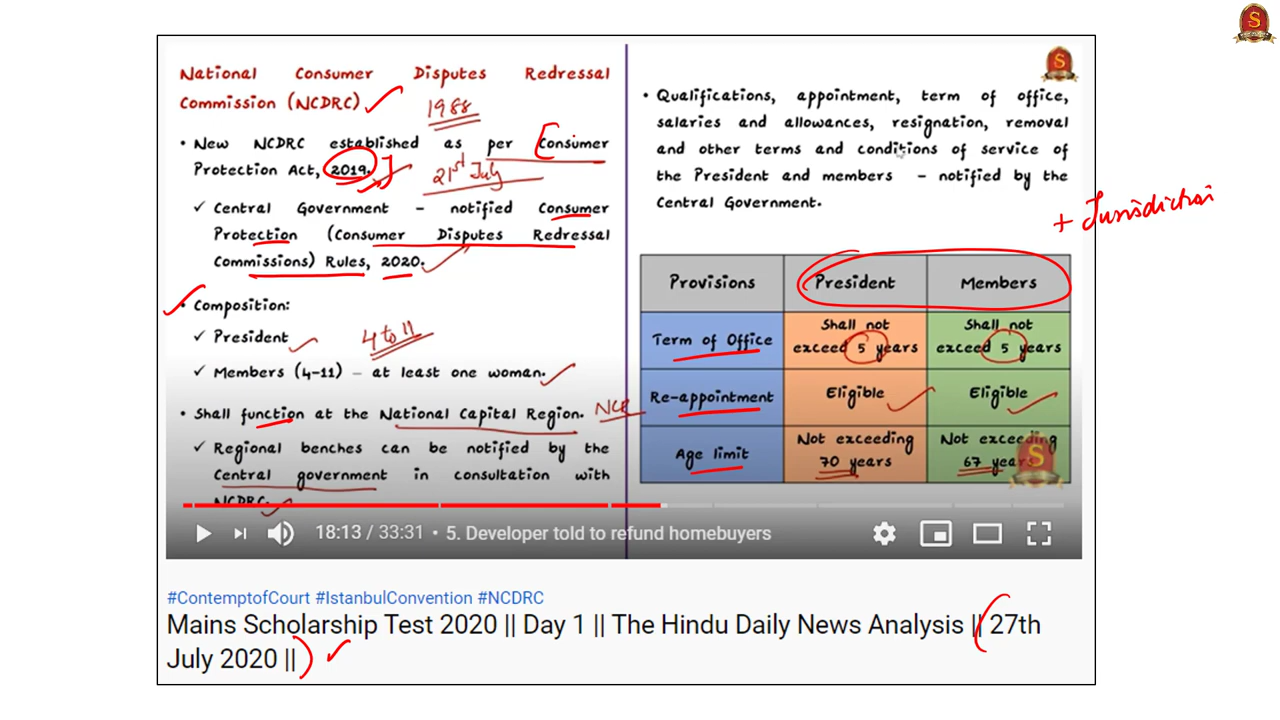 National Consumer Disputes Redressal
Commission (NCDRC)
1988
• New NCDRC established as per Consumer
Protection Act, 2019.
21st July
✓ Central Government - notified Consumer
Protection (Consumer Disputes Redressal
Commissions) Rules, 2020.
• Composition:
✓ President
4 to 11
✓ Members (4-11) - at least one woman.
• Shall function at the National Capital Region.
NCR
✓ Regional benches can be notified by the
Central government in consultation with
NCDRC.
• Qualifications, appointment, term of office,
salaries and allowances, resignation, removal
and other terms and conditions of service of
the President and members - notified by the
Central Government.
+ Jurisdiction
Provisions President Members
Term of Office Shall not exceed 5 years Shall not exceed 5 years
Re-appointment Eligible Eligible
Age limit Not exceeding 70 years Not exceeding 67 years
18:13 / 33:31 • 5. Developer told to refund homebuyers
#ContemptofCourt #IstanbulConvention #NCDRC
Mains Scholarship Test 2020 || Day 1 || The Hindu Daily News Analysis || 27th
July 2020 ||